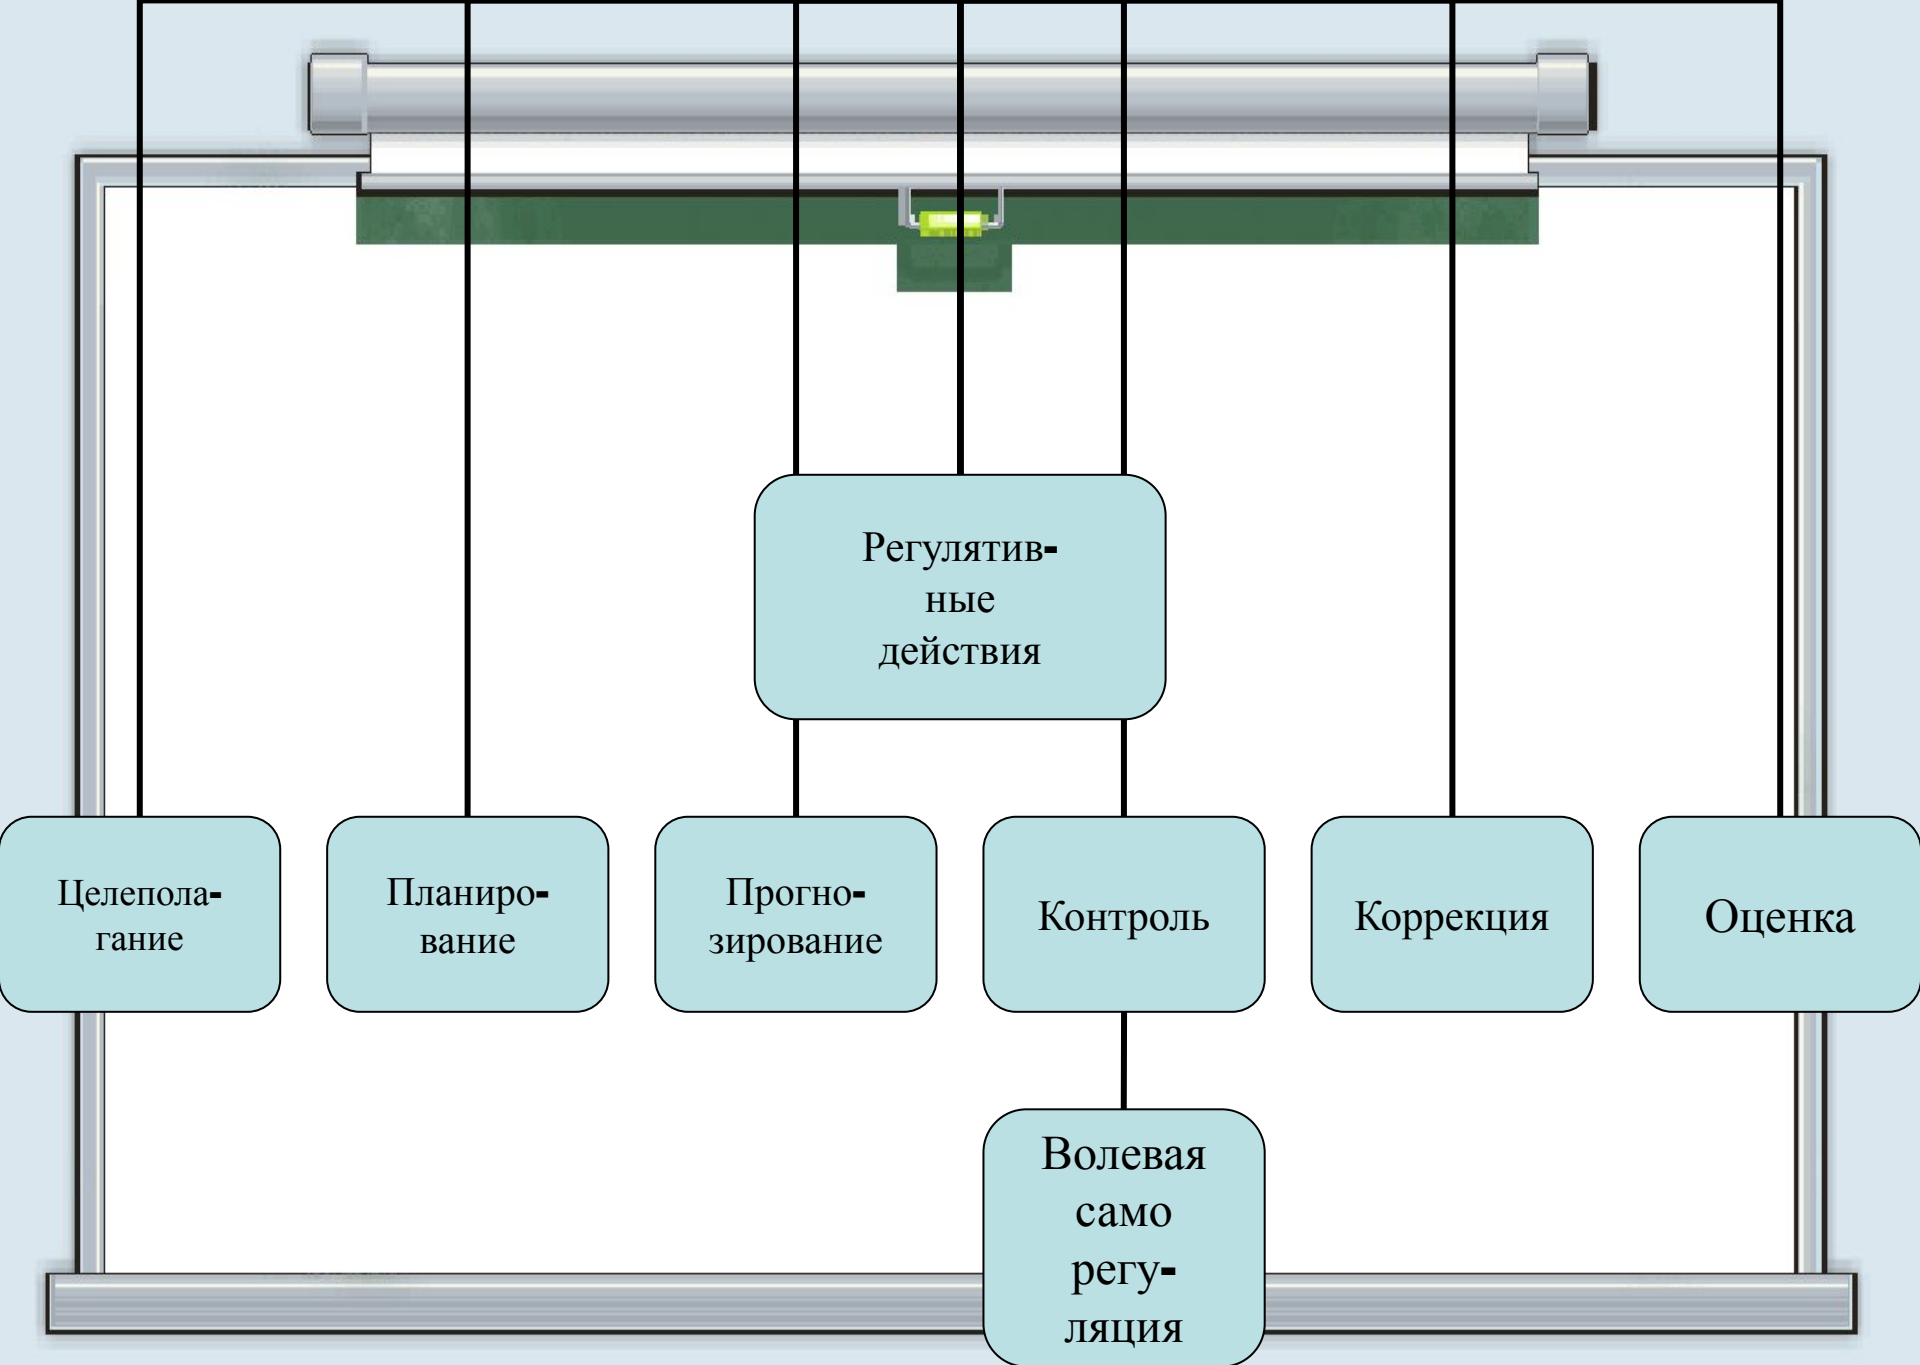 Регулятив-
ные
действия
Целепола-
гание
Планиро-
вание
Прогно-
зирование
Контроль
Коррекция
Оценка
Волевая
само
регу-
ляция